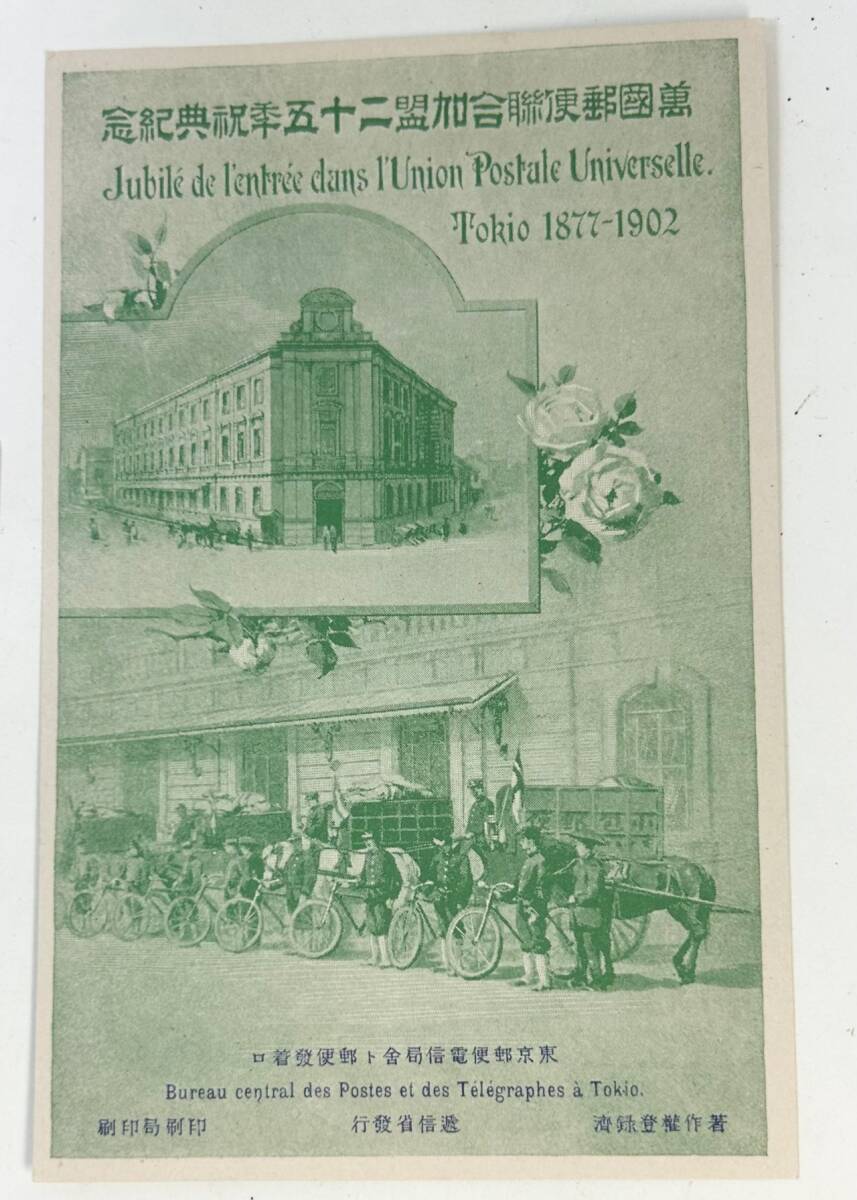 萬國郵便聯合加盟二十五秊祝典紀念
Jubilé de l'entrée dans l'Union Postale Universelle.
Tokio 1877-1902
東京郵便電信局舍ト郵便發着口
Bureau central des Postes et des Télégraphes à Tokio.
著作權登録濟 遞信省發行 印刷局印刷